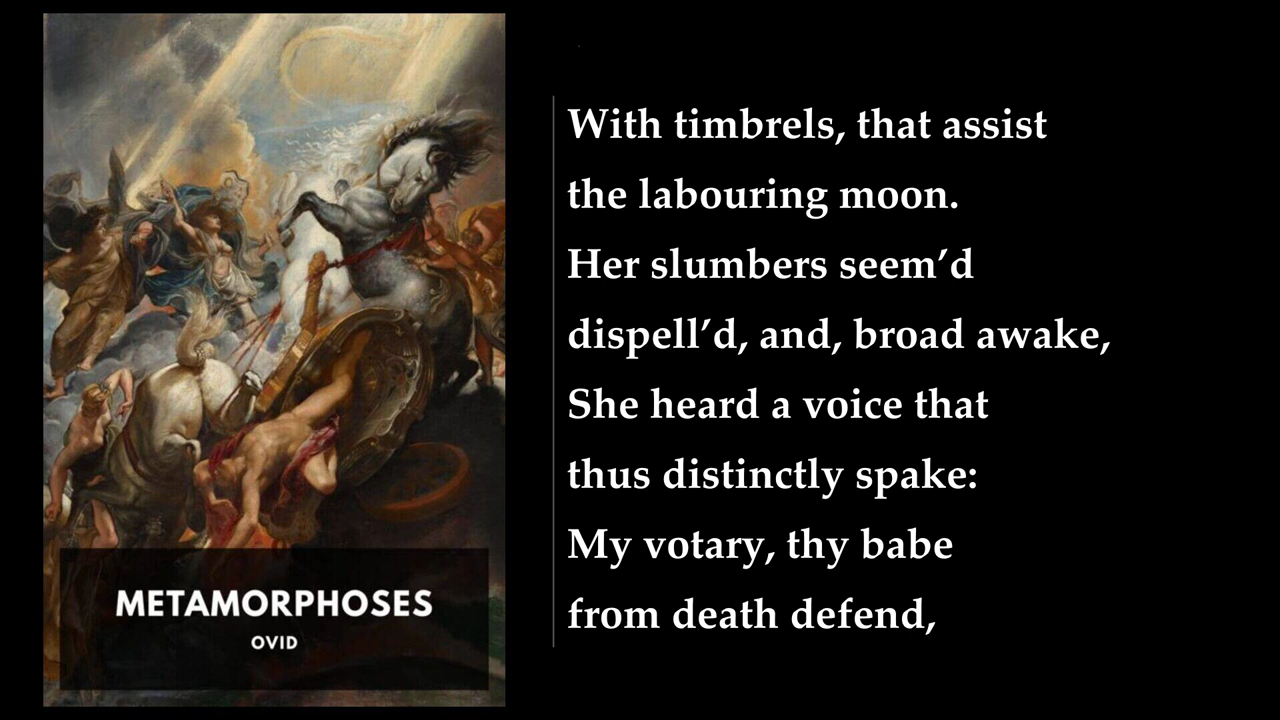 METAMORPHOSES
OVID
With timbrels, that assist
the labouring moon.
Her slumbers seem’d
dispell’d, and, broad awake,
She heard a voice that
thus distinctly spake:
My votary, thy babe
from death defend,